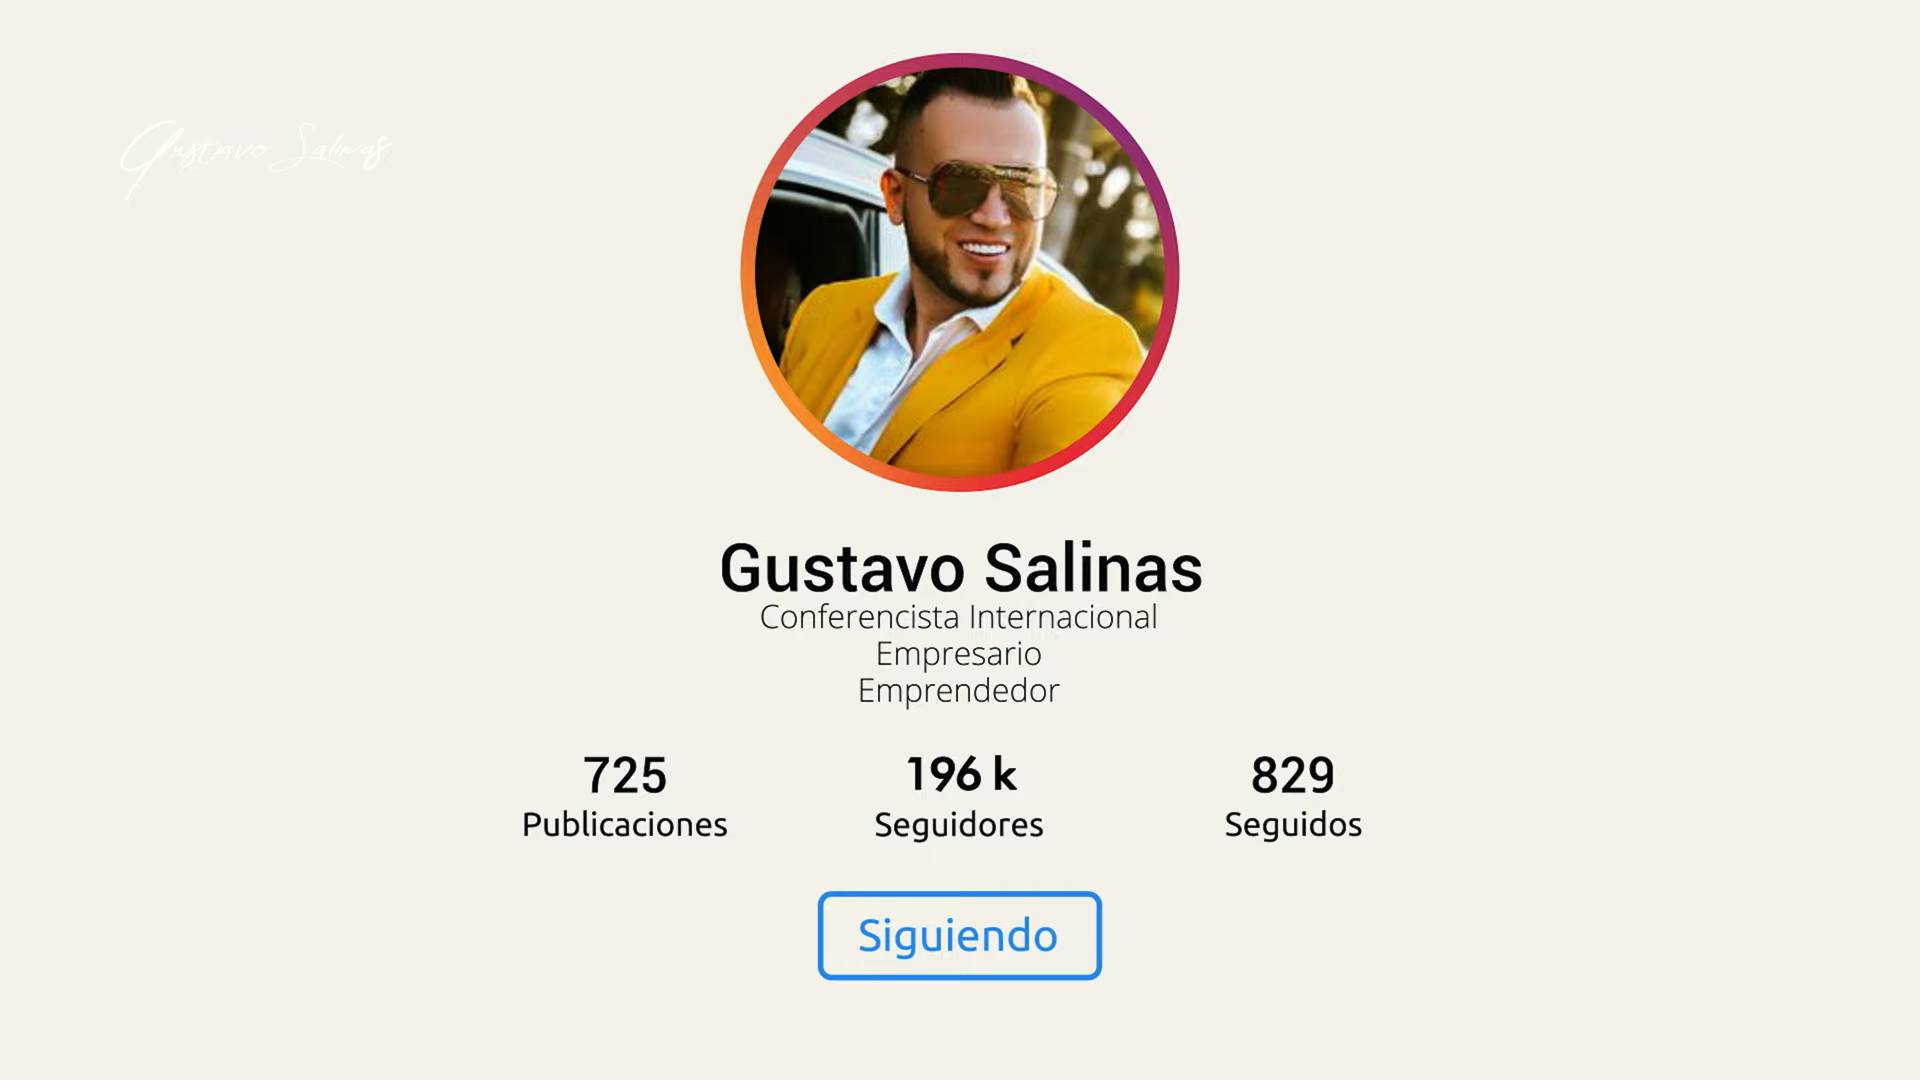 Gustavo Salinas
Gustavo Salinas
Conferencista Internacional
Empresario
Emprendedor
725
196 k
829
Publicaciones
Seguidores
Seguidos
Siguiendo